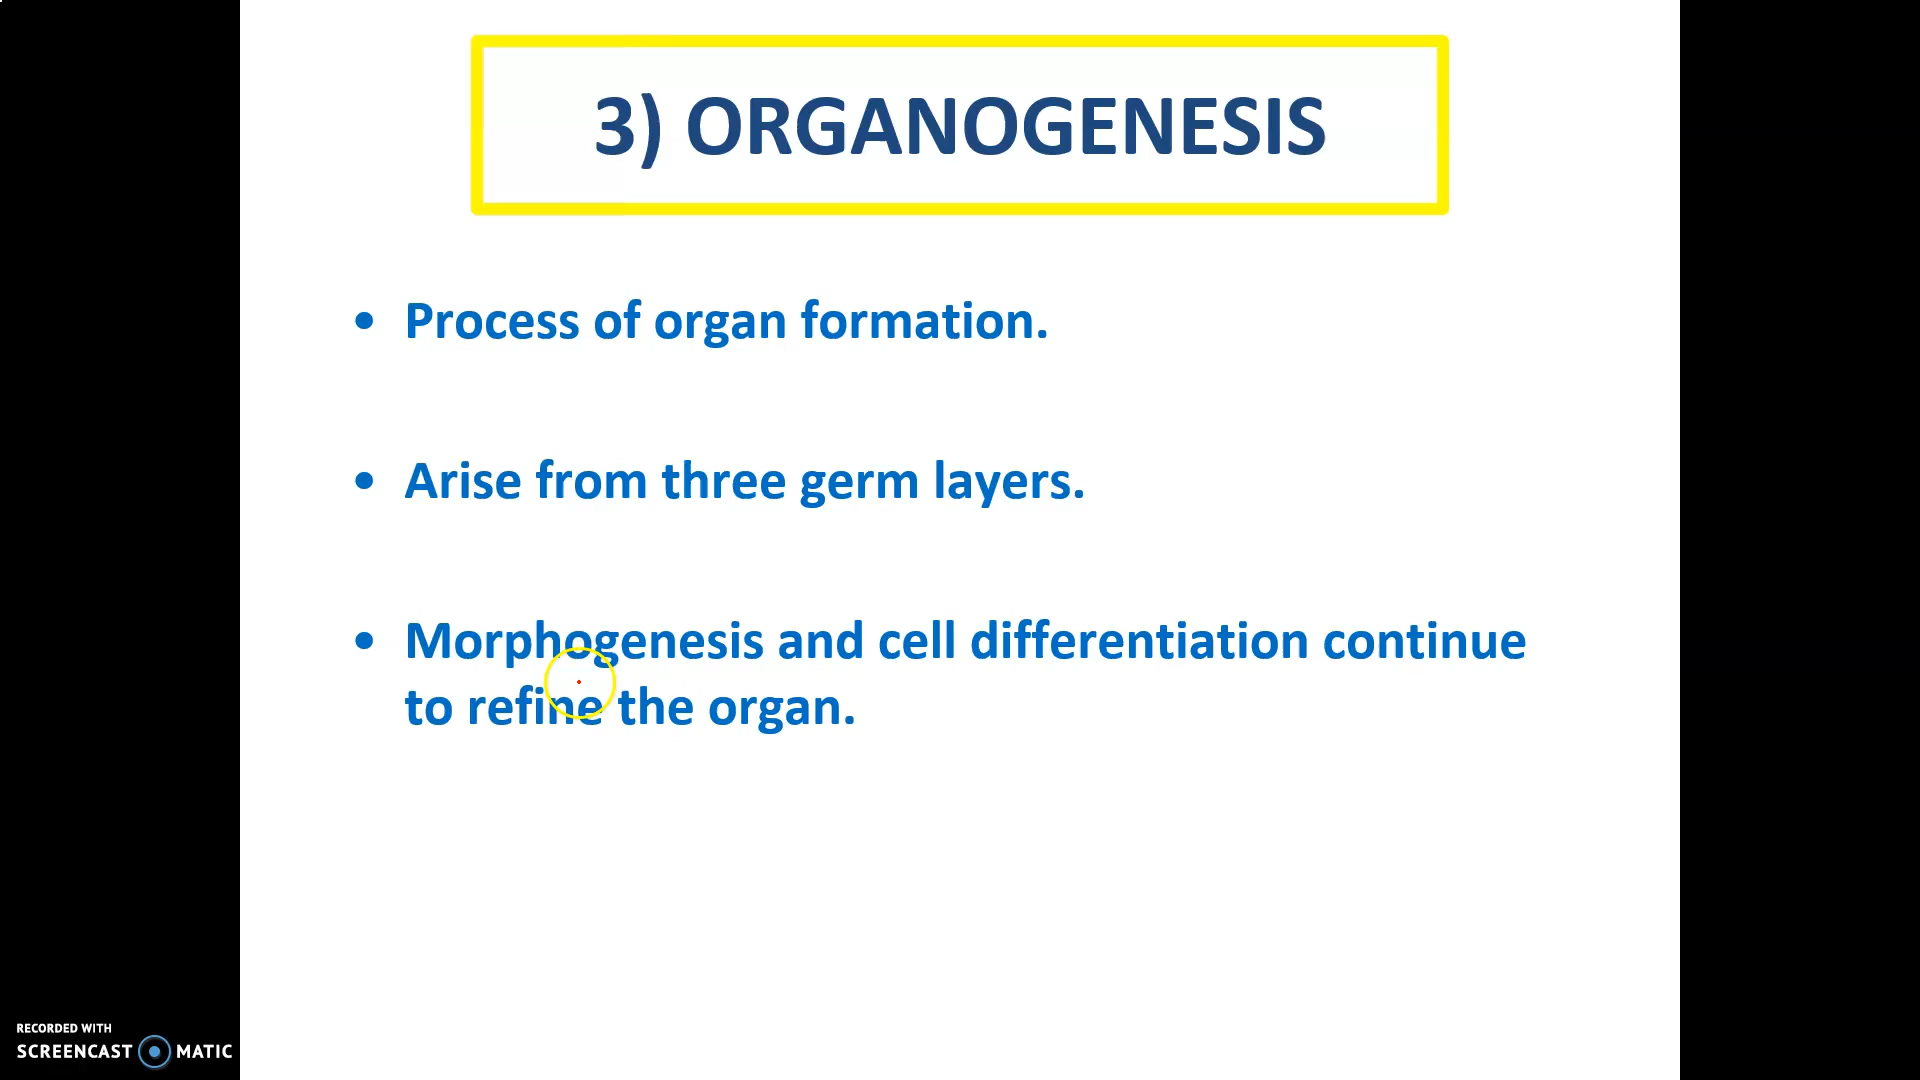 3) ORGANOGENESIS
• Process of organ formation.
• Arise from three germ layers.
• Morphogenesis and cell differentiation continue
to refine the organ.
RECORDED WITH
SCREENCAST MATIC